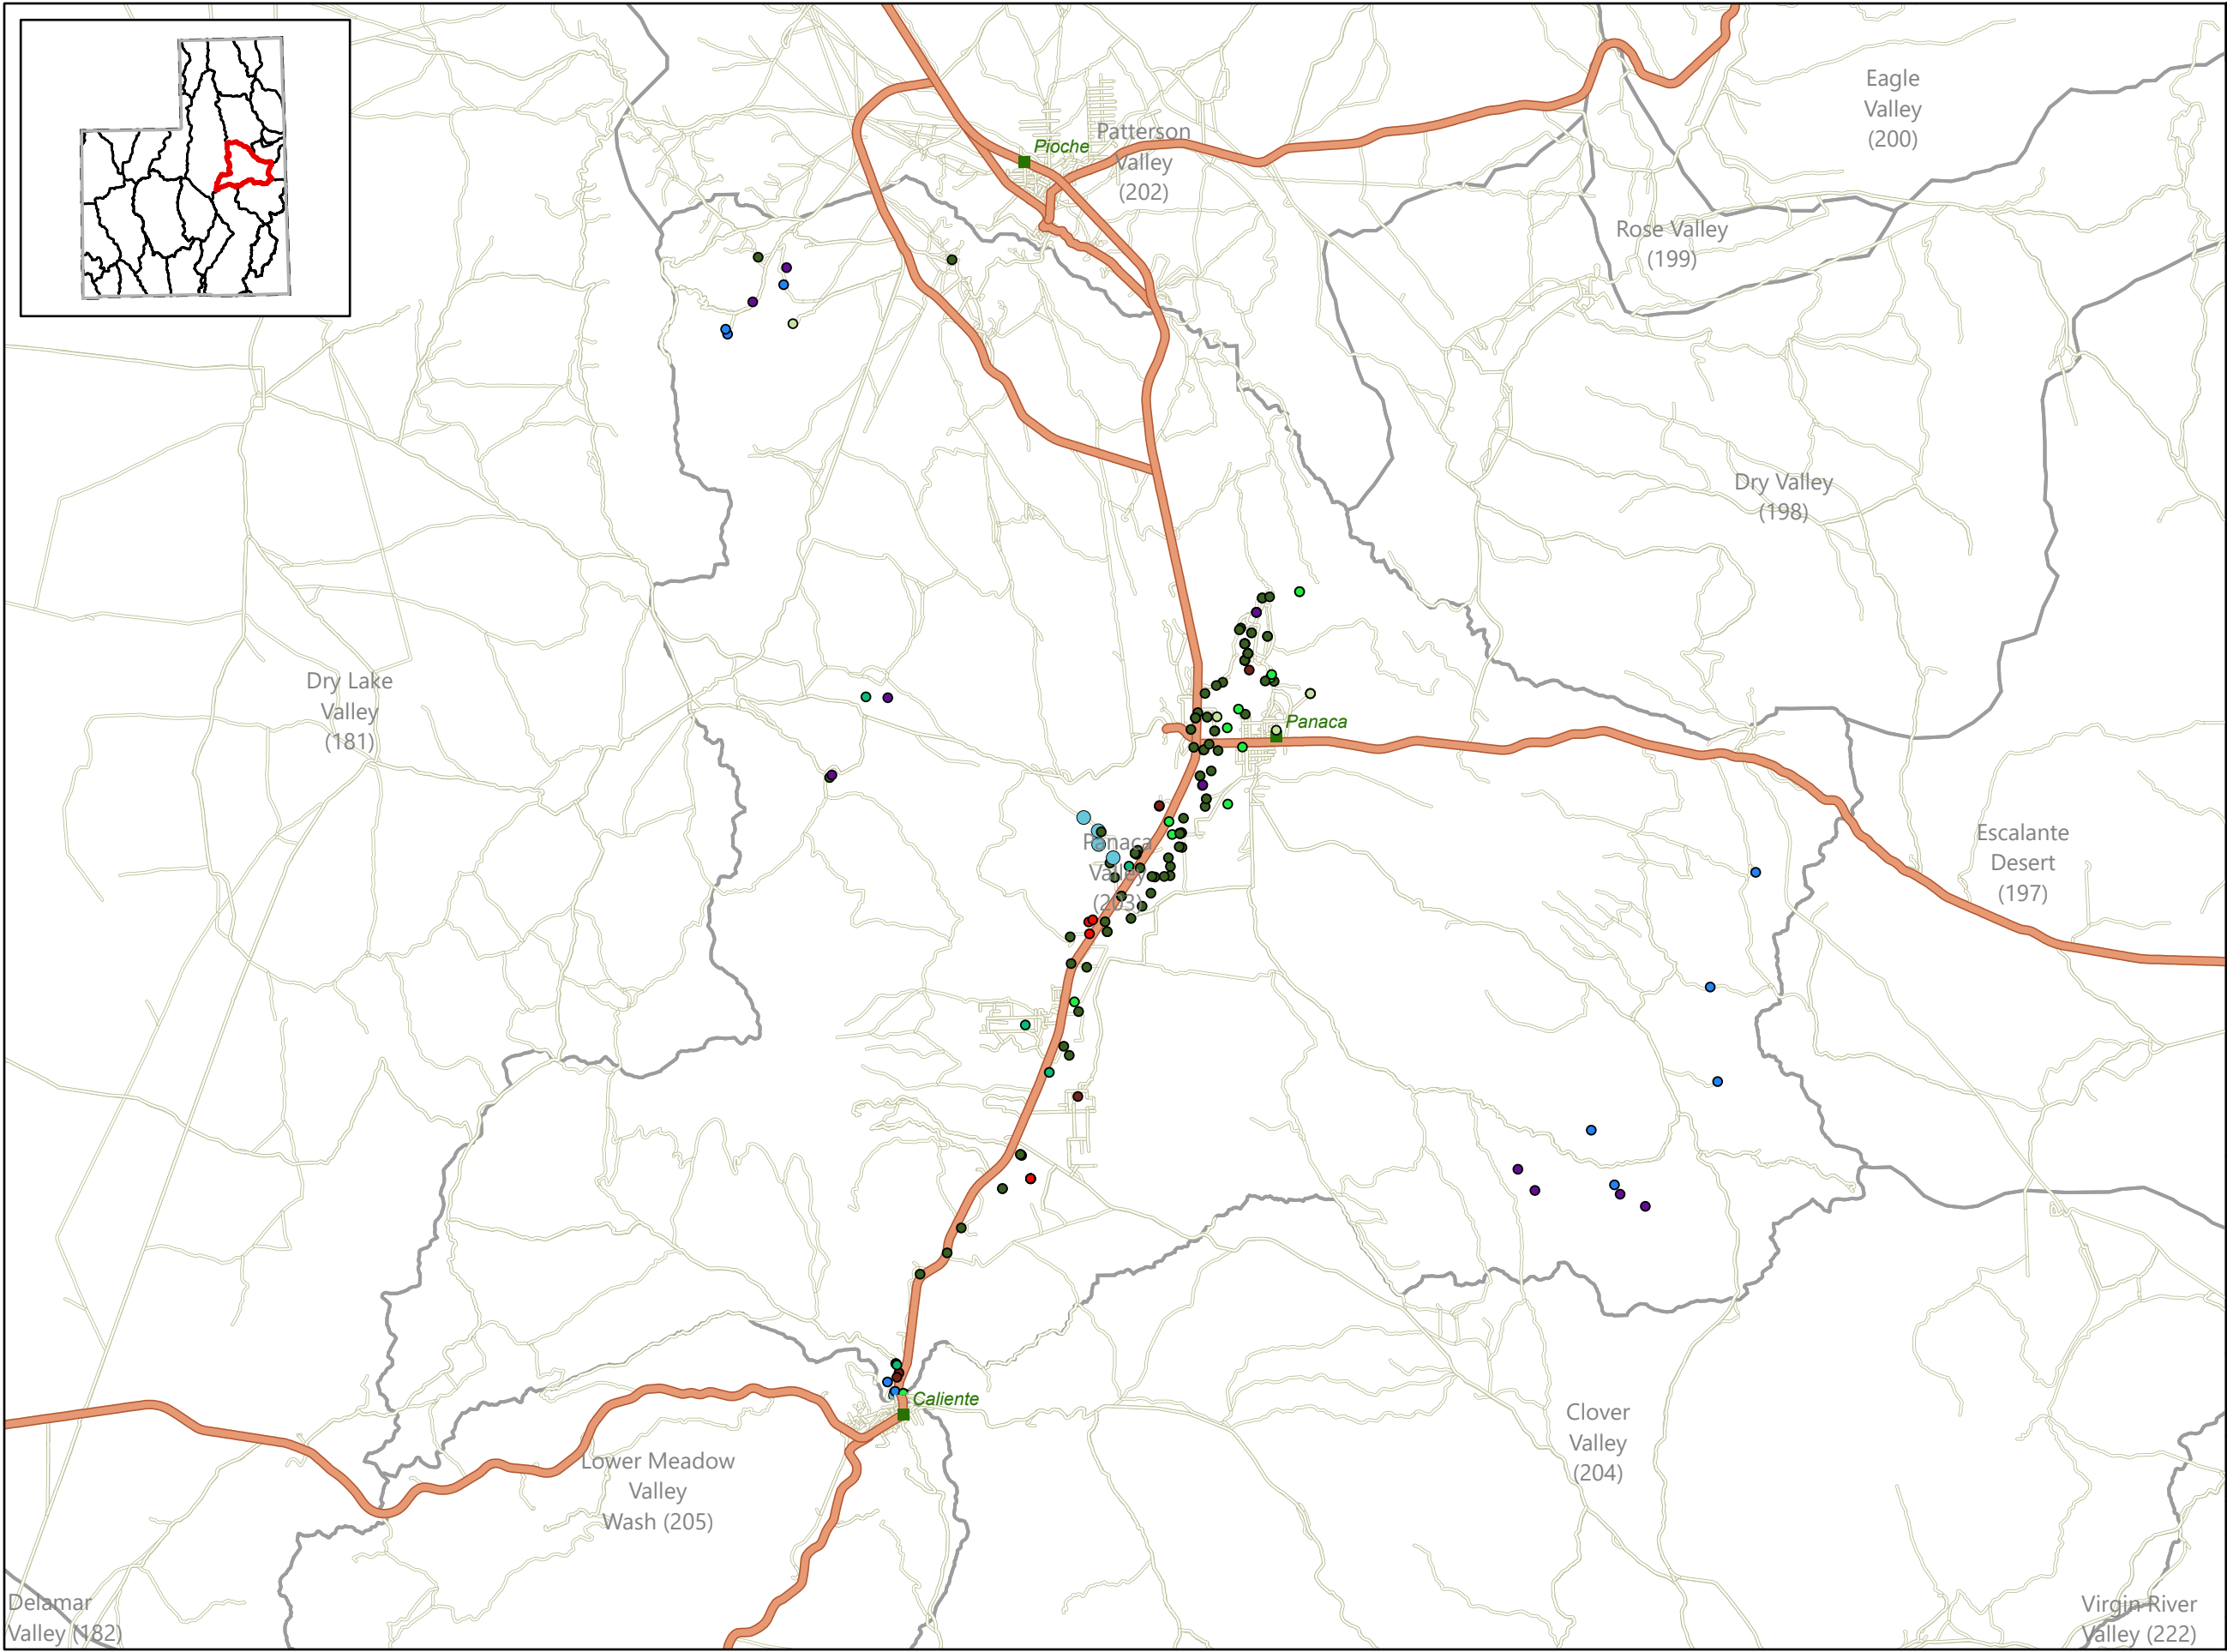 Eagle
Valley
(200)
Patterson
Valley
(202)
Pioche
Rose Valley
(199)
Dry Valley
(198)
Dry Lake
Valley
(181)
Panaca
Panaca
Valley
(203)
Escalante
Desert
(197)
Caliente
Clover
Valley
(204)
Lower Meadow
Valley
Wash (205)
Delamar
Valley (182)
Virgin River
Valley (222)